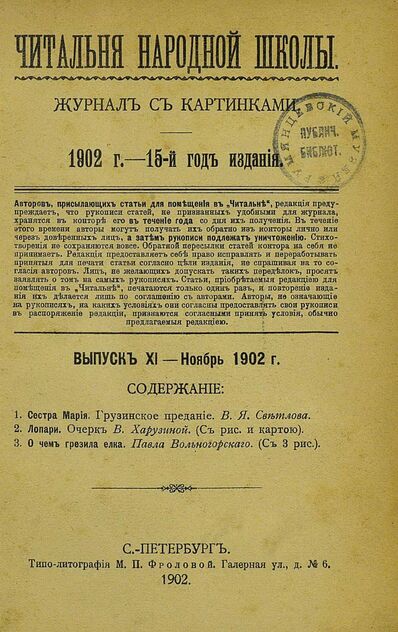 ЧИТАЛЬНЯ НАРОДНОЙ ШКОЛЫ.
ЖУРНАЛЪ СЪ КАРТИНКАМИ.
РУМЯНЦЕВСКІЙ МУЗЕЙ
ПУБЛИЧ.
БИБЛІОТ.
1902 г.—15-й годъ изданія.
Авторовъ, присылающихъ статьи для помѣщенія въ „Читальнѣ“, редакція преду-
преждаетъ, что рукописи статей, не признанныхъ удобными для журнала,
хранятся въ конторѣ его въ теченіе года со дня ихъ полученія. Въ теченіе
этого времени авторы могутъ получать ихъ обратно изъ конторы лично или
черезъ довѣренныхъ лицъ, а затѣмъ рукописи подлежатъ уничтоженію. Стихо-
творенія не сохраняются вовсе. Обратной пересылки статей контора на себя не
принимаетъ. Редакція предоставляетъ себѣ право исправлять и переработывать
принятыя для печати статьи согласно цѣли изданія, не спрашивая на то со-
гласія авторовъ. Лицъ, не желающихъ допускать такихъ передѣлокъ, просятъ
заявлять о томъ на самыхъ рукописяхъ. Статьи, пріобрѣтаемыя редакціею для
помѣщенія въ „Читальнѣ“, печатаются только одинъ разъ, и повтореніе изда-
нія ихъ дѣлается лишь по соглашенію съ авторами. Авторы, не означающіе
на рукописяхъ, на какихъ условіяхъ они согласны предоставить свои рукописи
въ распоряженіе редакціи, признаются согласными принять условія, обычно
предлагаемыя редакціею.
ВЫПУСКЪ XI — Ноябрь 1902 г.
СОДЕРЖАНІЕ:
1. Сестра Марія. Грузинское преданіе. В. Я. Свѣтлова.
2. Лопари. Очеркъ В. Харузиной. (Съ рис. и картою).
3. О чемъ грезила елка. Павла Вольногорскаго. (Съ 3 рис.).
С.-ПЕТЕРБУРГЪ.
Типо-литографія М. П. Фроловой. Галерная ул., д. № 6.
1902.